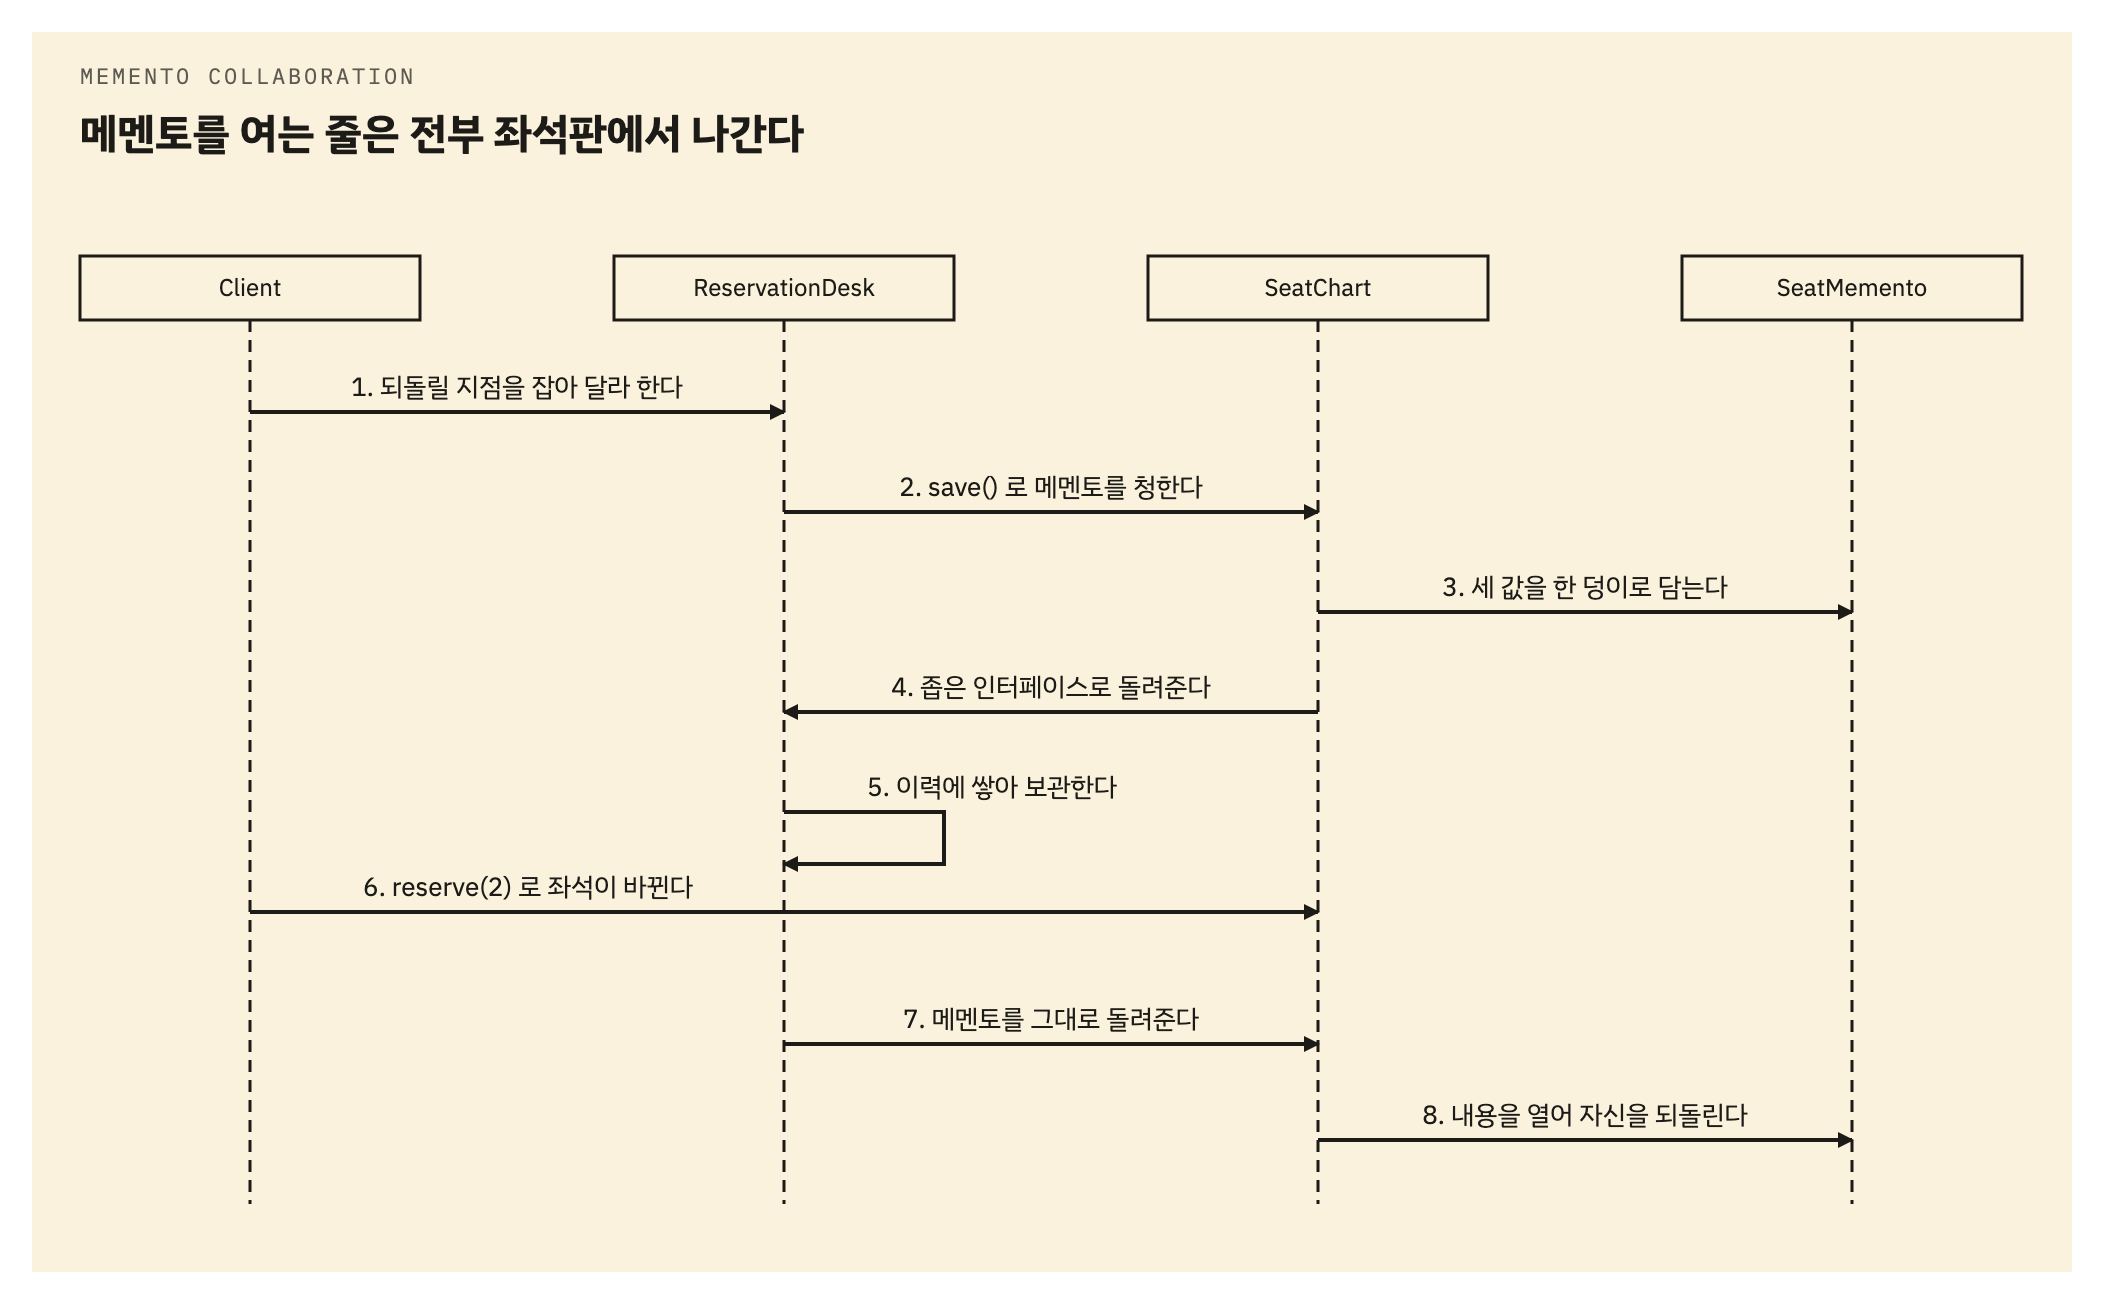 MEMENTO COLLABORATION
메멘토를 여는 줄은 전부 좌석판에서 나간다
Client
ReservationDesk
SeatChart
SeatMemento
1. 되돌릴 지점을 잡아 달라 한다
2. save() 로 메멘토를 청한다
3. 세 값을 한 덩이로 담는다
4. 좁은 인터페이스로 돌려준다
5. 이력에 쌓아 보관한다
6. reserve(2) 로 좌석이 바뀐다
7. 메멘토를 그대로 돌려준다
8. 내용을 열어 자신을 되돌린다